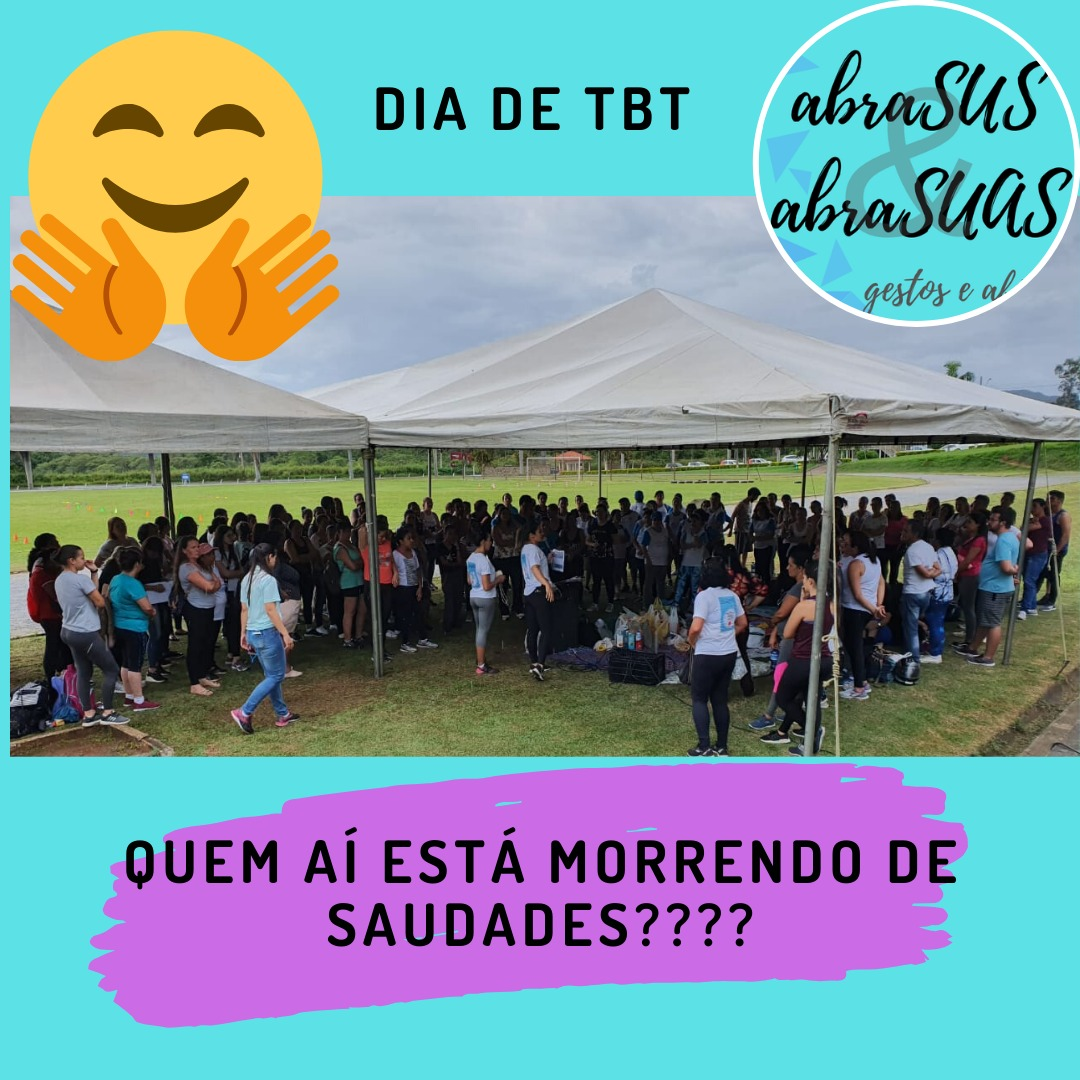 DIA DE TBT
abraSUS
&
abraSUAS
gestos e
QUEM AÍ ESTÁ MORRENDO DE
SAUDADES????